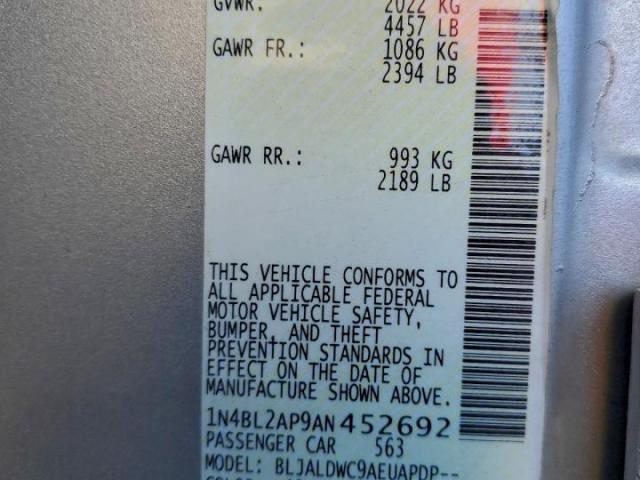 GVWR: 2022 KG
4457 LB
GAWR FR.: 1086 KG
2394 LB
GAWR RR.: 993 KG
2189 LB
THIS VEHICLE CONFORMS TO
ALL APPLICABLE FEDERAL
MOTOR VEHICLE SAFETY,
BUMPER, AND THEFT
PREVENTION STANDARDS IN
EFFECT ON THE DATE OF
MANUFACTURE SHOWN ABOVE.
1N4BL2AP9AN452692
PASSENGER CAR 563
MODEL: BLJALDWC9AEUAPDP--